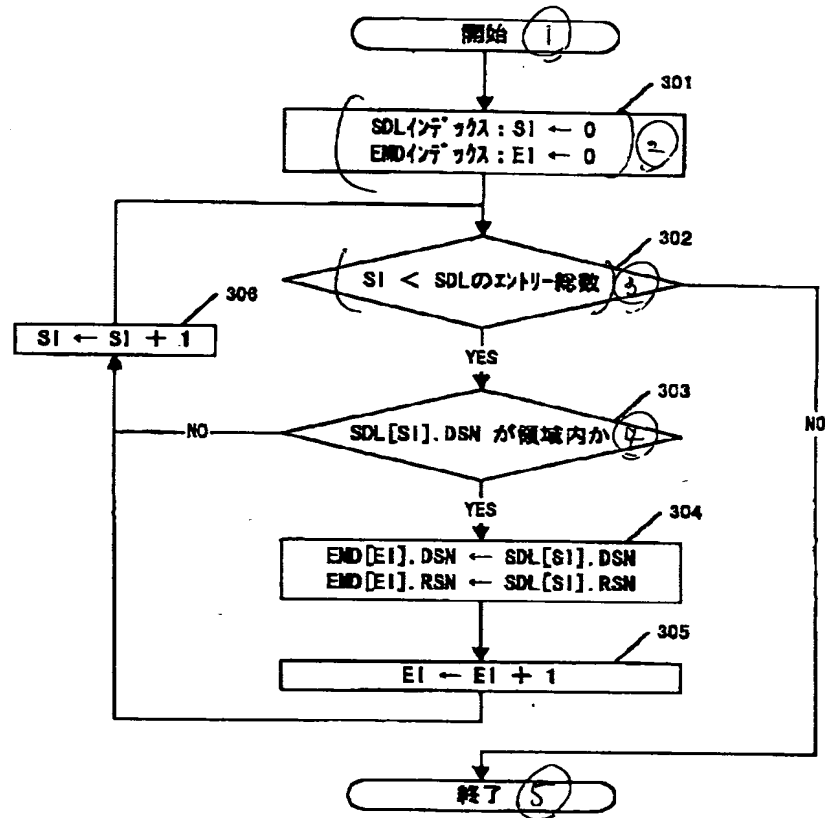 開始 1
301
SDLインデックス : SI ← 0
EMDインデックス : EI ← 0
2
302
SI < SDLのエントリー総数 3
306
SI ← SI + 1
YES
303
NO
SDL[SI].DSN が領域内か 4
NO
YES
304
EMD[EI].DSN ← SDL[SI].DSN
EMD[EI].RSN ← SDL[SI].RSN
305
EI ← EI + 1
終了 5